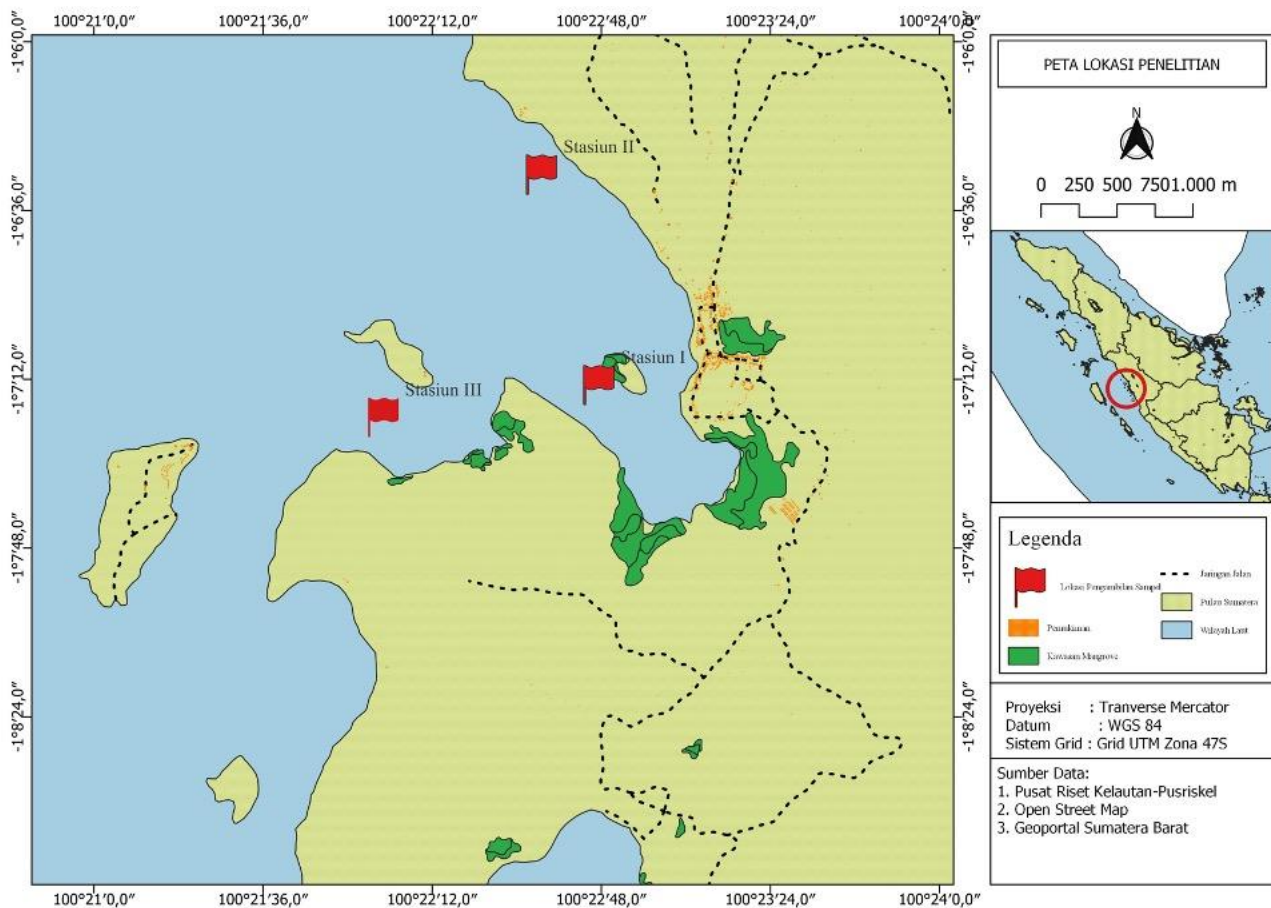 100°21'0,0" 100°21'36,0" 100°22'12,0" 100°22'48,0" 100°23'24,0" 100°24'0,0"
-1°6'0,0"
-1°6'36,0"
-1°7'12,0"
-1°7'48,0"
-1°8'24,0"
Stasiun II
Stasiun I
Stasiun III
-1°6'0,0"
-1°6'36,0"
-1°7'12,0"
-1°7'48,0"
-1°8'24,0"
100°21'0,0" 100°21'36,0" 100°22'12,0" 100°22'48,0" 100°23'24,0" 100°24'0,0"
PETA LOKASI PENELITIAN
N
0 250 500 750 1.000 m
Legenda
Lokasi Pengambilan Sampel
Pemukiman
Kawasan Mangrove
Jaringan Jalan
Pulau Sumatera
Wilayah Laut
Proyeksi : Tranverse Mercator
Datum : WGS 84
Sistem Grid : Grid UTM Zona 47S
Sumber Data:
1. Pusat Riset Kelautan-Pusriskel
2. Open Street Map
3. Geoportal Sumatera Barat